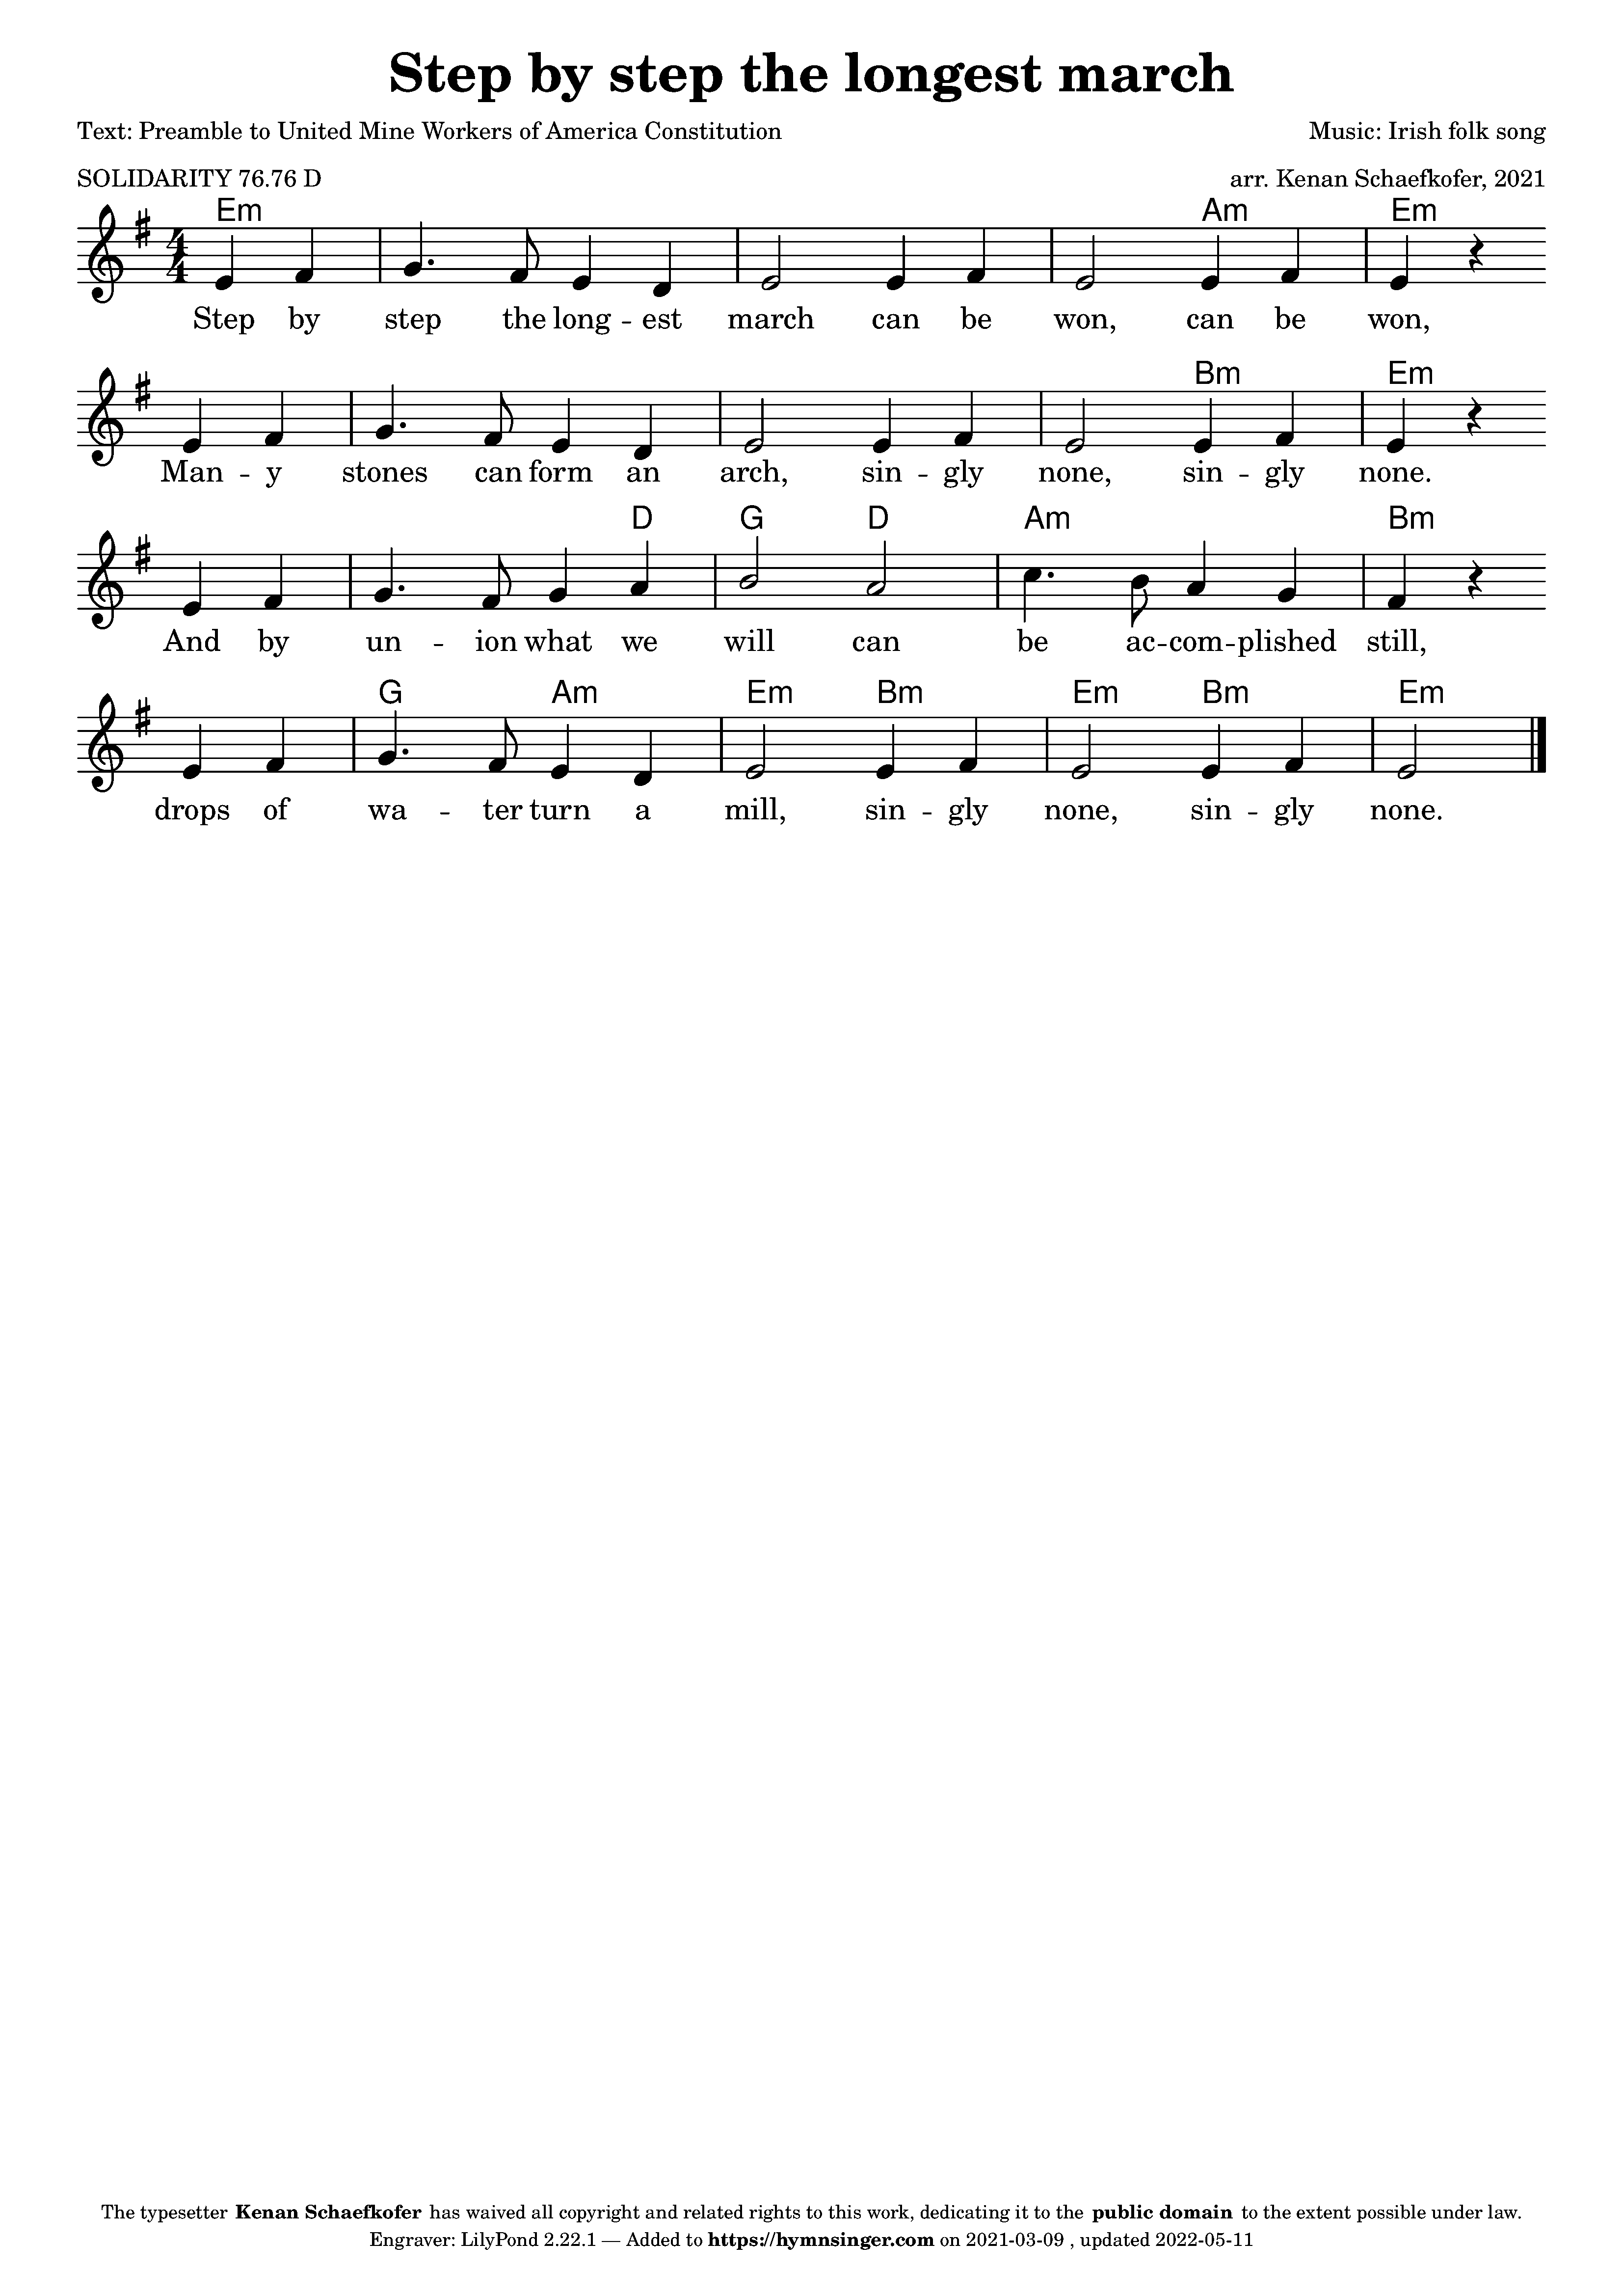 Step by step the longest march
Text: Preamble to United Mine Workers of America Constitution Music: Irish folk song
SOLIDARITY 76.76 D arr. Kenan Schaefkofer, 2021
Em Am Em
4
4
Step by step the long -- est march can be won, can be won,
Bm Em
Man -- y stones can form an arch, sin -- gly none, sin -- gly none.
D G D Am Bm
And by un -- ion what we will can be ac -- com -- plished still,
G Am Em Bm Em Bm Em
drops of wa -- ter turn a mill, sin -- gly none, sin -- gly none.
The typesetter Kenan Schaefkofer has waived all copyright and related rights to this work, dedicating it to the public domain to the extent possible under law.
Engraver: LilyPond 2.22.1 — Added to https://hymnsinger.com on 2021-03-09 , updated 2022-05-11